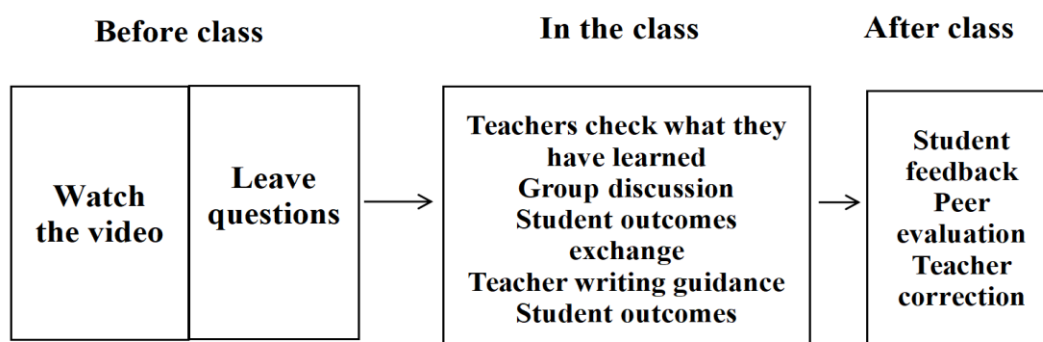 Before class
In the class
After class
Watch
the video
Leave
questions
Teachers check what they
have learned
Group discussion
Student outcomes
exchange
Teacher writing guidance
Student outcomes
Student
feedback
Peer
evaluation
Teacher
correction